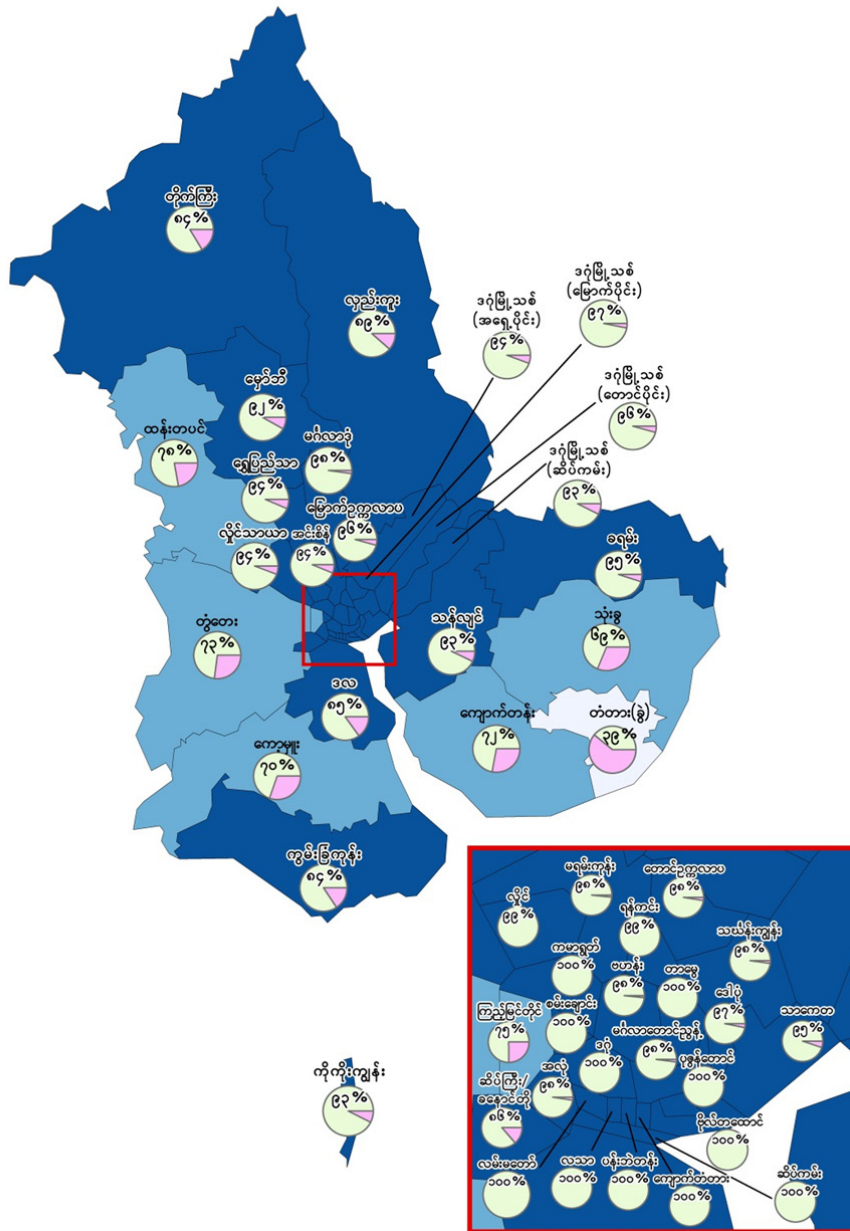 တိုက်ကြီး
၈၄%
လှည်းကူး
၈၉%
ဒဂုံမြို့သစ်
(မြောက်ပိုင်း)
၉၇%
ဒဂုံမြို့သစ်
(အရှေ့ပိုင်း)
၉၄%
ဒဂုံမြို့သစ်
(တောင်ပိုင်း)
၉၆%
ဒဂုံမြို့သစ်
(ဆိပ်ကမ်း)
၉၃%
မှော်ဘီ
၉၂%
ထန်းတပင်
၇၈%
မင်္ဂလာဒုံ
၉၈%
ရွှေပြည်သာ
၉၄%
မြောက်ဥက္ကလာပ
၉၆%
လှိုင်သာယာ
၉၄%
အင်းစိန်
၉၄%
ခရမ်း
၉၅%
တွံတေး
၇၃%
သန်လျင်
၉၃%
သုံးခွ
၆၉%
ဒလ
၈၅%
ကျောက်တန်း
၇၂%
တံတား(ခွဲ)
၃၉%
ကော့မှူး
၇၀%
ကွမ်းခြံကုန်း
၈၄%
ကိုကိုးကျွန်း
၉၃%
မရမ်းကုန်း
၉၈%
တောင်ဥက္ကလာပ
၉၈%
လှိုင်
၉၉%
ရန်ကင်း
၉၉%
သင်္ဃန်းကျွန်း
၉၈%
ကမာရွတ်
၁၀၀%
ဗဟန်း
၉၈%
တာမွေ
၁၀၀%
ဒေါပုံ
၉၇%
သာကေတ
၉၅%
ကြည့်မြင်တိုင်
၇၅%
စမ်းချောင်း
၁၀၀%
မင်္ဂလာတောင်ညွန့်
၉၈%
ဒဂုံ
၁၀၀%
ပုဇွန်တောင်
၁၀၀%
ဆိပ်ကြီး/
ခနောင်တို
၈၆%
အလုံ
၉၈%
ဗိုလ်တထောင်
၁၀၀%
လမ်းမတော်
၁၀၀%
လသာ
၁၀၀%
ပန်းဘဲတန်း
၁၀၀%
ကျောက်တံတား
၁၀၀%
ဆိပ်ကမ်း
၁၀၀%